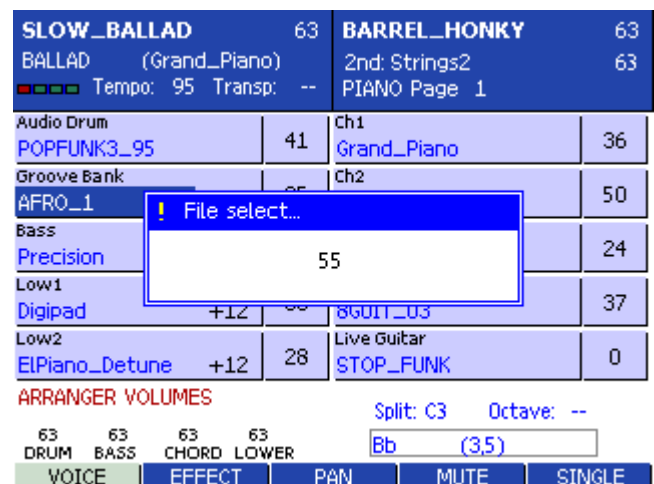 SLOW_BALLAD 63
BALLAD (Grand_Piano)
Tempo: 95 Transp: --
BARREL_HONKY 63
2nd: Strings2 63
PIANO Page 1
Audio Drum
POPFUNK3_95 41
Ch1
Grand_Piano 36
Groove Bank
AFRO_1
Ch2
50
! File select...
55
Bass
Precision
24
Low1
Digipad +12
8GUIT_03 37
Low2
ElPiano_Detune +12 28
Live Guitar
STOP_FUNK 0
ARRANGER VOLUMES
63 63 63 63
DRUM BASS CHORD LOWER
Split: C3 Octave: --
Bb (3,5)
VOICE EFFECT PAN MUTE SINGLE